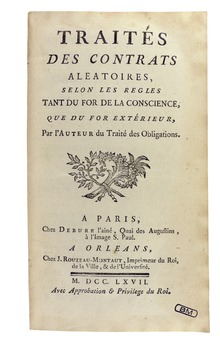 TRAITÉS
DES CONTRATS
ALEATOIRES,
SELON LES REGLES
TANT DU FOR DE LA CONSCIENCE,
QUE DU FOR EXTÉRIEUR,
Par l'AUTEUR du Traité des Obligations.
A PARIS,
Chez DEBURE l'aîné, Quai des Augustins,
à l'Image S. Paul.
A ORLEANS,
Chez J. ROUZEAU-MONTAUT, Imprimeur du Roi,
de la Ville, & de l'Université.
M. DCC. LXVII.
Avec Approbation & Privilege du Roi.
BM